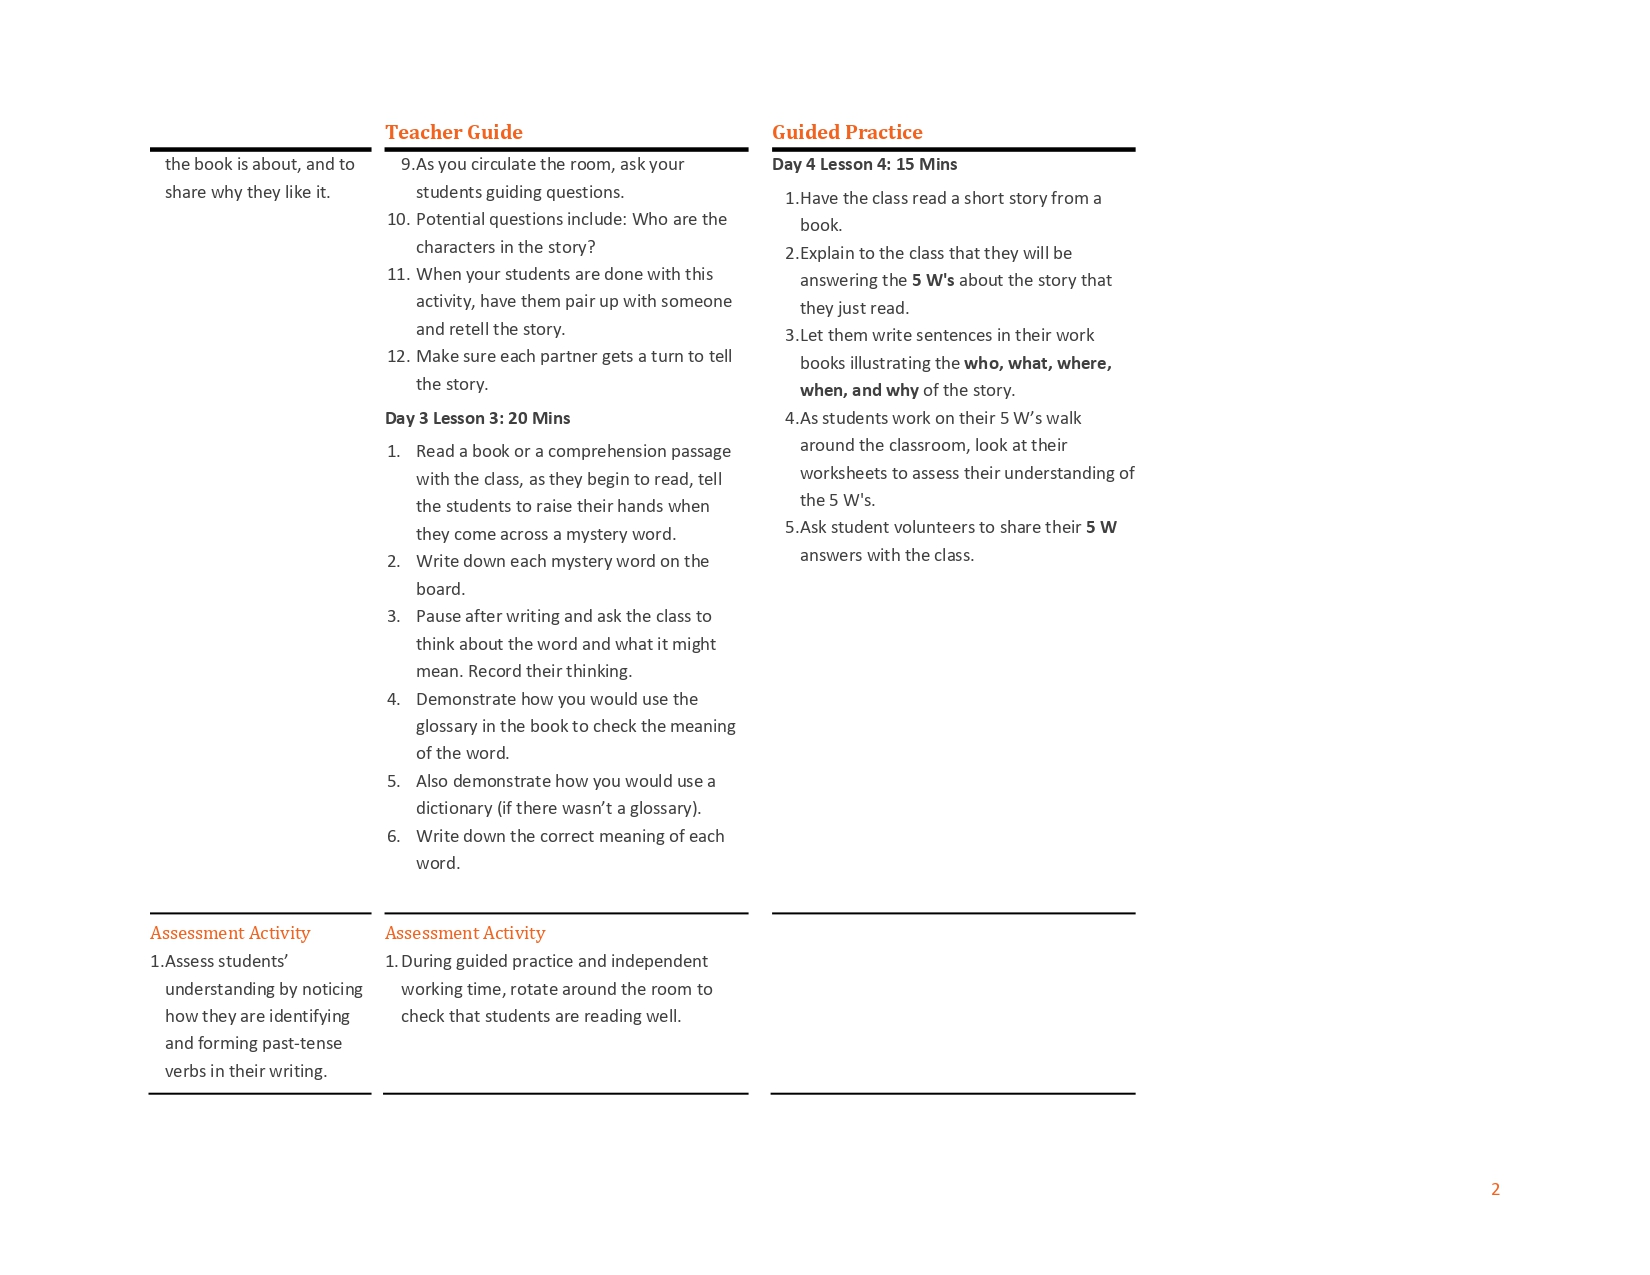 Teacher Guide
Guided Practice
the book is about, and to
share why they like it.
9.As you circulate the room, ask your
students guiding questions.
10. Potential questions include: Who are the
characters in the story?
11. When your students are done with this
activity, have them pair up with someone
and retell the story.
12. Make sure each partner gets a turn to tell
the story.
Day 3 Lesson 3: 20 Mins
1. Read a book or a comprehension passage
with the class, as they begin to read, tell
the students to raise their hands when
they come across a mystery word.
2. Write down each mystery word on the
board.
3. Pause after writing and ask the class to
think about the word and what it might
mean. Record their thinking.
4. Demonstrate how you would use the
glossary in the book to check the meaning
of the word.
5. Also demonstrate how you would use a
dictionary (if there wasn’t a glossary).
6. Write down the correct meaning of each
word.
Day 4 Lesson 4: 15 Mins
1.Have the class read a short story from a
book.
2.Explain to the class that they will be
answering the 5 W's about the story that
they just read.
3.Let them write sentences in their work
books illustrating the who, what, where,
when, and why of the story.
4.As students work on their 5 W’s walk
around the classroom, look at their
worksheets to assess their understanding of
the 5 W's.
5.Ask student volunteers to share their 5 W
answers with the class.
Assessment Activity
1.Assess students’
understanding by noticing
how they are identifying
and forming past-tense
verbs in their writing.
Assessment Activity
1. During guided practice and independent
working time, rotate around the room to
check that students are reading well.
2